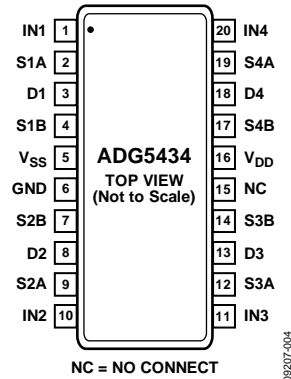 IN1 1 20 IN4
S1A 2 19 S4A
D1 3 18 D4
S1B 4 17 S4B
VSS 5 ADG5434 16 VDD
GND 6 TOP VIEW 15 NC
(Not to Scale)
S2B 7 14 S3B
D2 8 13 D3
S2A 9 12 S3A
IN2 10 11 IN3
NC = NO CONNECT
09207-004